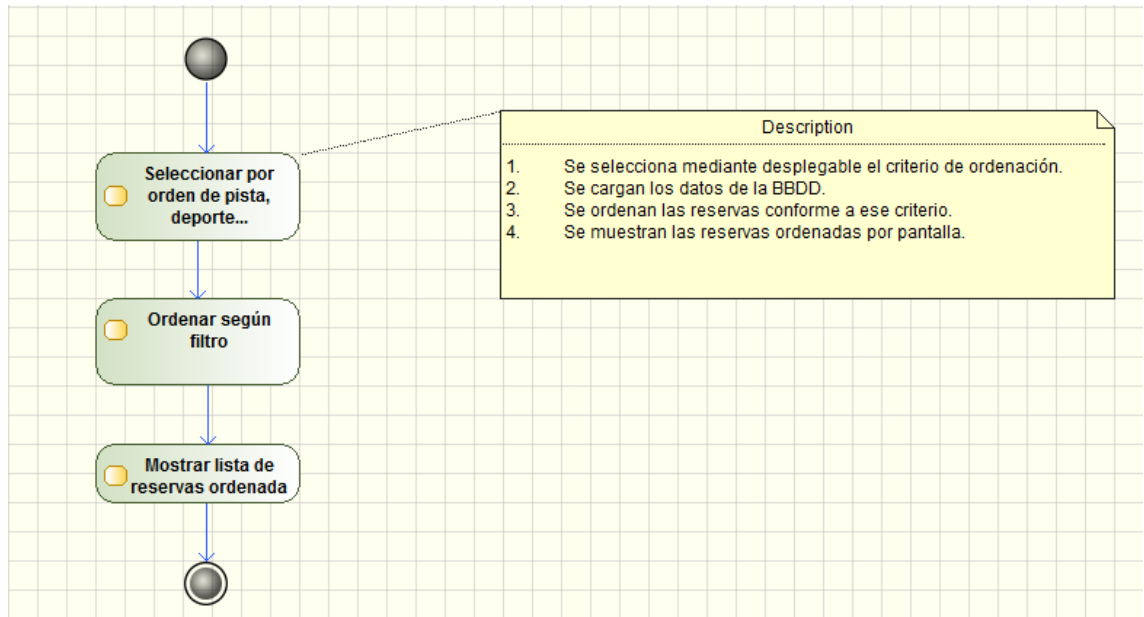 Seleccionar por
orden de pista,
deporte...
Description
1. Se selecciona mediante desplegable el criterio de ordenación.
2. Se cargan los datos de la BBDD.
3. Se ordenan las reservas conforme a ese criterio.
4. Se muestran las reservas ordenadas por pantalla.
Ordenar según
filtro
Mostrar lista de
reservas ordenada